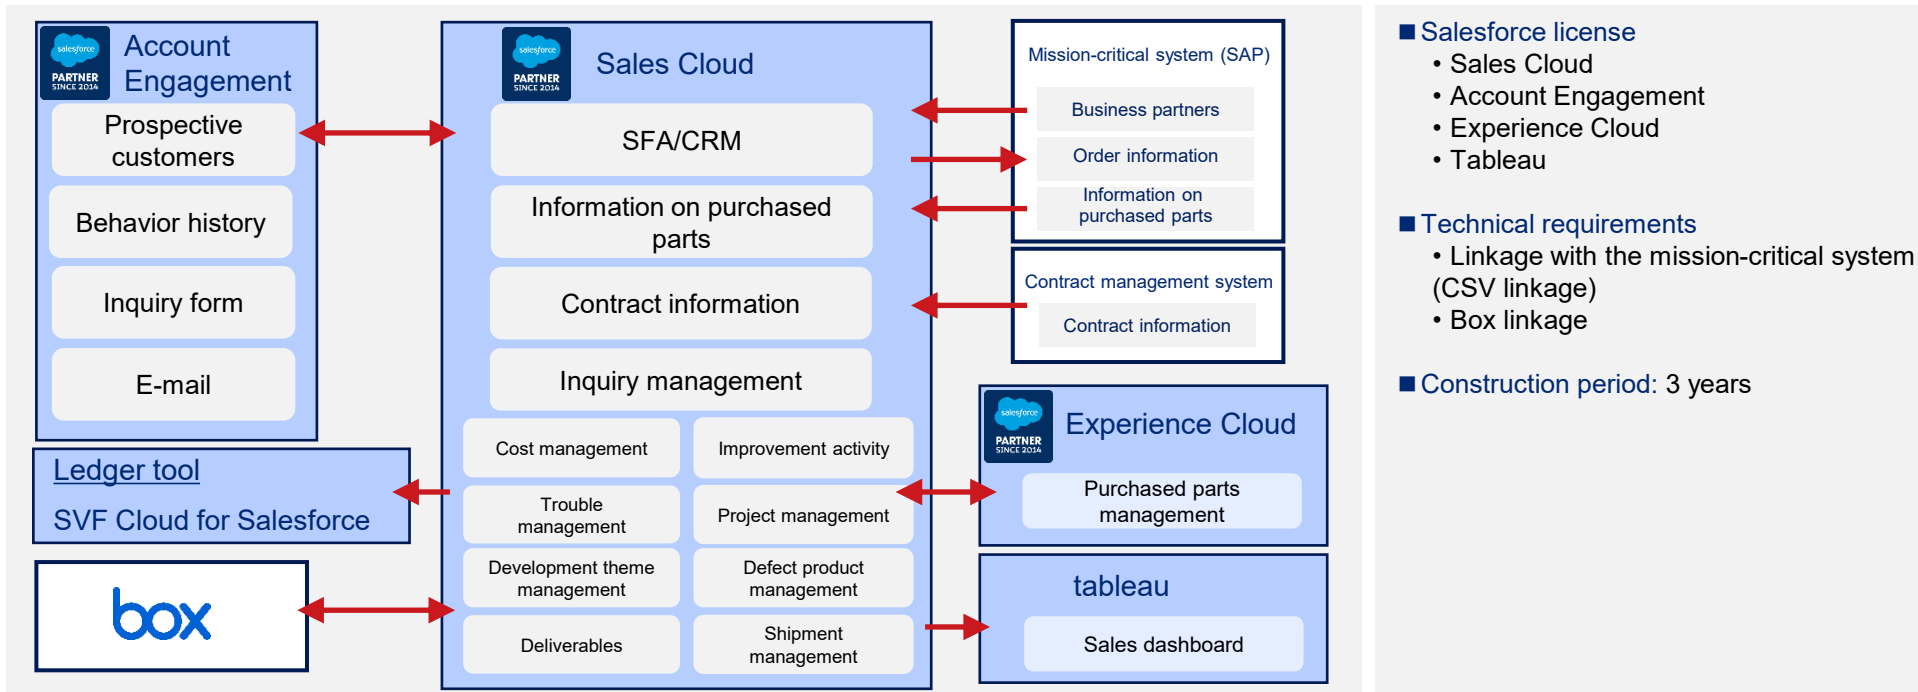 salesforce
PARTNER
SINCE 2014
Account
Engagement
Prospective
customers
Behavior history
Inquiry form
E-mail
Ledger tool
SVF Cloud for Salesforce
box
salesforce
PARTNER
SINCE 2014
Sales Cloud
SFA/CRM
Information on purchased
parts
Contract information
Inquiry management
Cost management
Improvement activity
Trouble
management
Project management
Development theme
management
Defect product
management
Deliverables
Shipment
management
Mission-critical system (SAP)
Business partners
Order information
Information on
purchased parts
Contract management system
Contract information
salesforce
PARTNER
SINCE 2014
Experience Cloud
Purchased parts
management
tableau
Sales dashboard
■ Salesforce license
• Sales Cloud
• Account Engagement
• Experience Cloud
• Tableau
■ Technical requirements
• Linkage with the mission-critical system
(CSV linkage)
• Box linkage
■ Construction period: 3 years